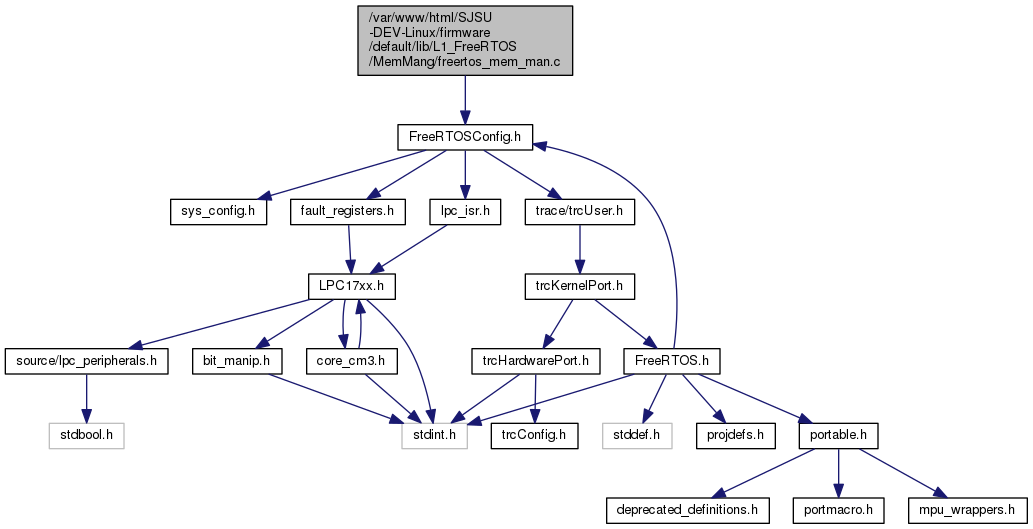 /var/www/html/SJSU
-DEV-Linux/firmware
/default/lib/L1_FreeRTOS
/MemMang/freertos_mem_man.c
FreeRTOSConfig.h
sys_config.h
fault_registers.h
lpc_isr.h
trace/trcUser.h
LPC17xx.h
trcKernelPort.h
source/lpc_peripherals.h
bit_manip.h
core_cm3.h
trcHardwarePort.h
FreeRTOS.h
stdbool.h
stdint.h
trcConfig.h
stddef.h
projdefs.h
portable.h
deprecated_definitions.h
portmacro.h
mpu_wrappers.h